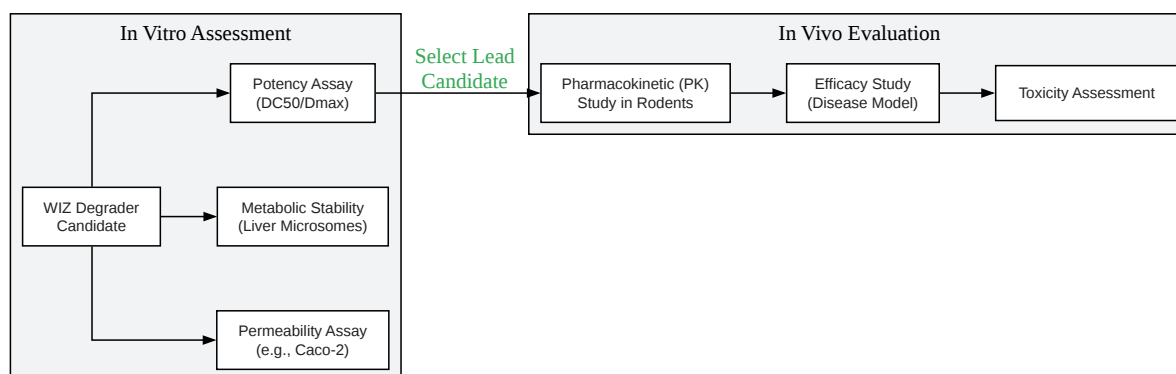 In Vitro Assessment
Potency Assay
(DC50/Dmax)
WIZ Degrader
Candidate
Metabolic Stability
(Liver Microsomes)
Permeability Assay
(e.g., Caco-2)
Select Lead
Candidate
In Vivo Evaluation
Pharmacokinetic (PK)
Study in Rodents
Efficacy Study
(Disease Model)
Toxicity Assessment